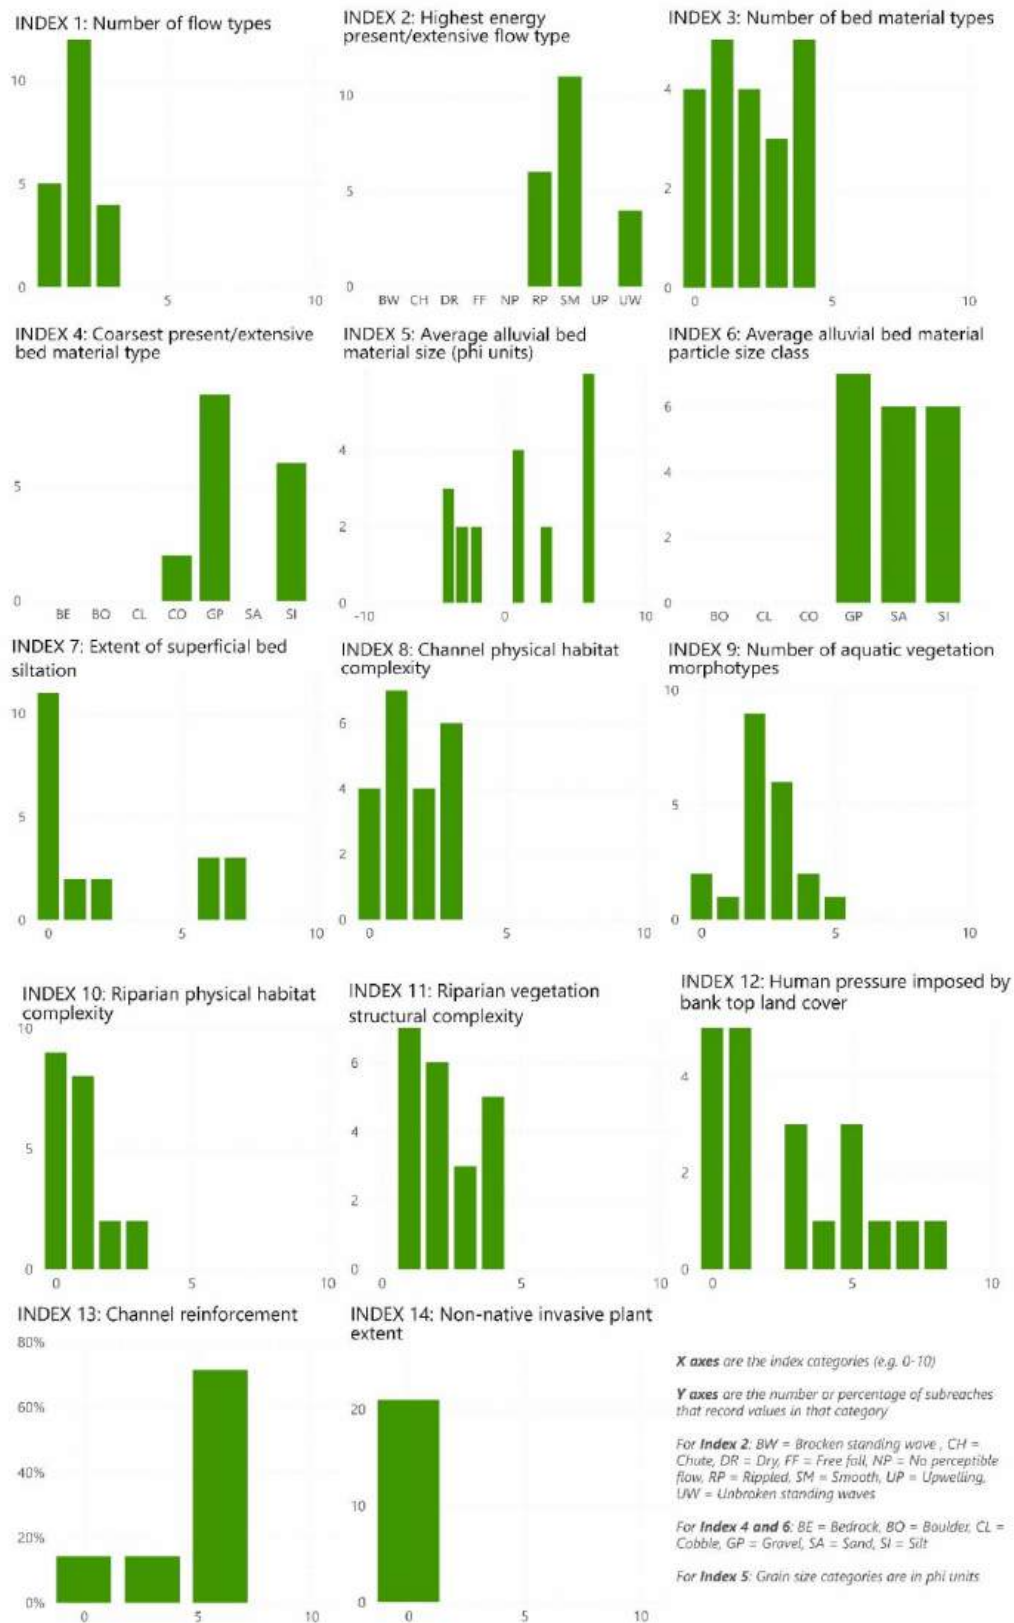 INDEX 1: Number of flow types
10
5
0
5
10
INDEX 2: Highest energy
present/extensive flow type
10
5
0
BW CH DR FF NP RP SM UP UW
INDEX 3: Number of bed material types
4
2
0
0
5
10
INDEX 4: Coarsest present/extensive
bed material type
5
0
BE BO CL CO GP SA SI
INDEX 5: Average alluvial bed
material size (phi units)
4
2
0
-10
0
10
INDEX 6: Average alluvial bed material
particle size class
6
4
2
0
BO CL CO GP SA SI
INDEX 7: Extent of superficial bed
siltation
10
5
0
0
5
10
INDEX 8: Channel physical habitat
complexity
6
4
2
0
0
5
10
INDEX 9: Number of aquatic vegetation
morphotypes
10
5
0
0
5
10
INDEX 10: Riparian physical habitat
complexity
10
5
0
0
5
10
INDEX 11: Riparian vegetation
structural complexity
6
4
2
0
0
5
10
INDEX 12: Human pressure imposed by
bank top land cover
4
2
0
0
5
10
INDEX 13: Channel reinforcement
80%
60%
40%
20%
0%
0
5
10
INDEX 14: Non-native invasive plant
extent
20
10
0
0
5
10
X axes are the index categories (e.g. 0-10)
Y axes are the number or percentage of subreaches
that record values in that category
For Index 2: BW = Brocken standing wave , CH =
Chute, DR = Dry, FF = Free fall, NP = No perceptible
flow, RP = Rippled, SM = Smooth, UP = Upwelling,
UW = Unbroken standing waves
For Index 4 and 6: BE = Bedrock, BO = Boulder, CL =
Cobble, GP = Gravel, SA = Sand, SI = Silt
For Index 5: Grain size categories are in phi units